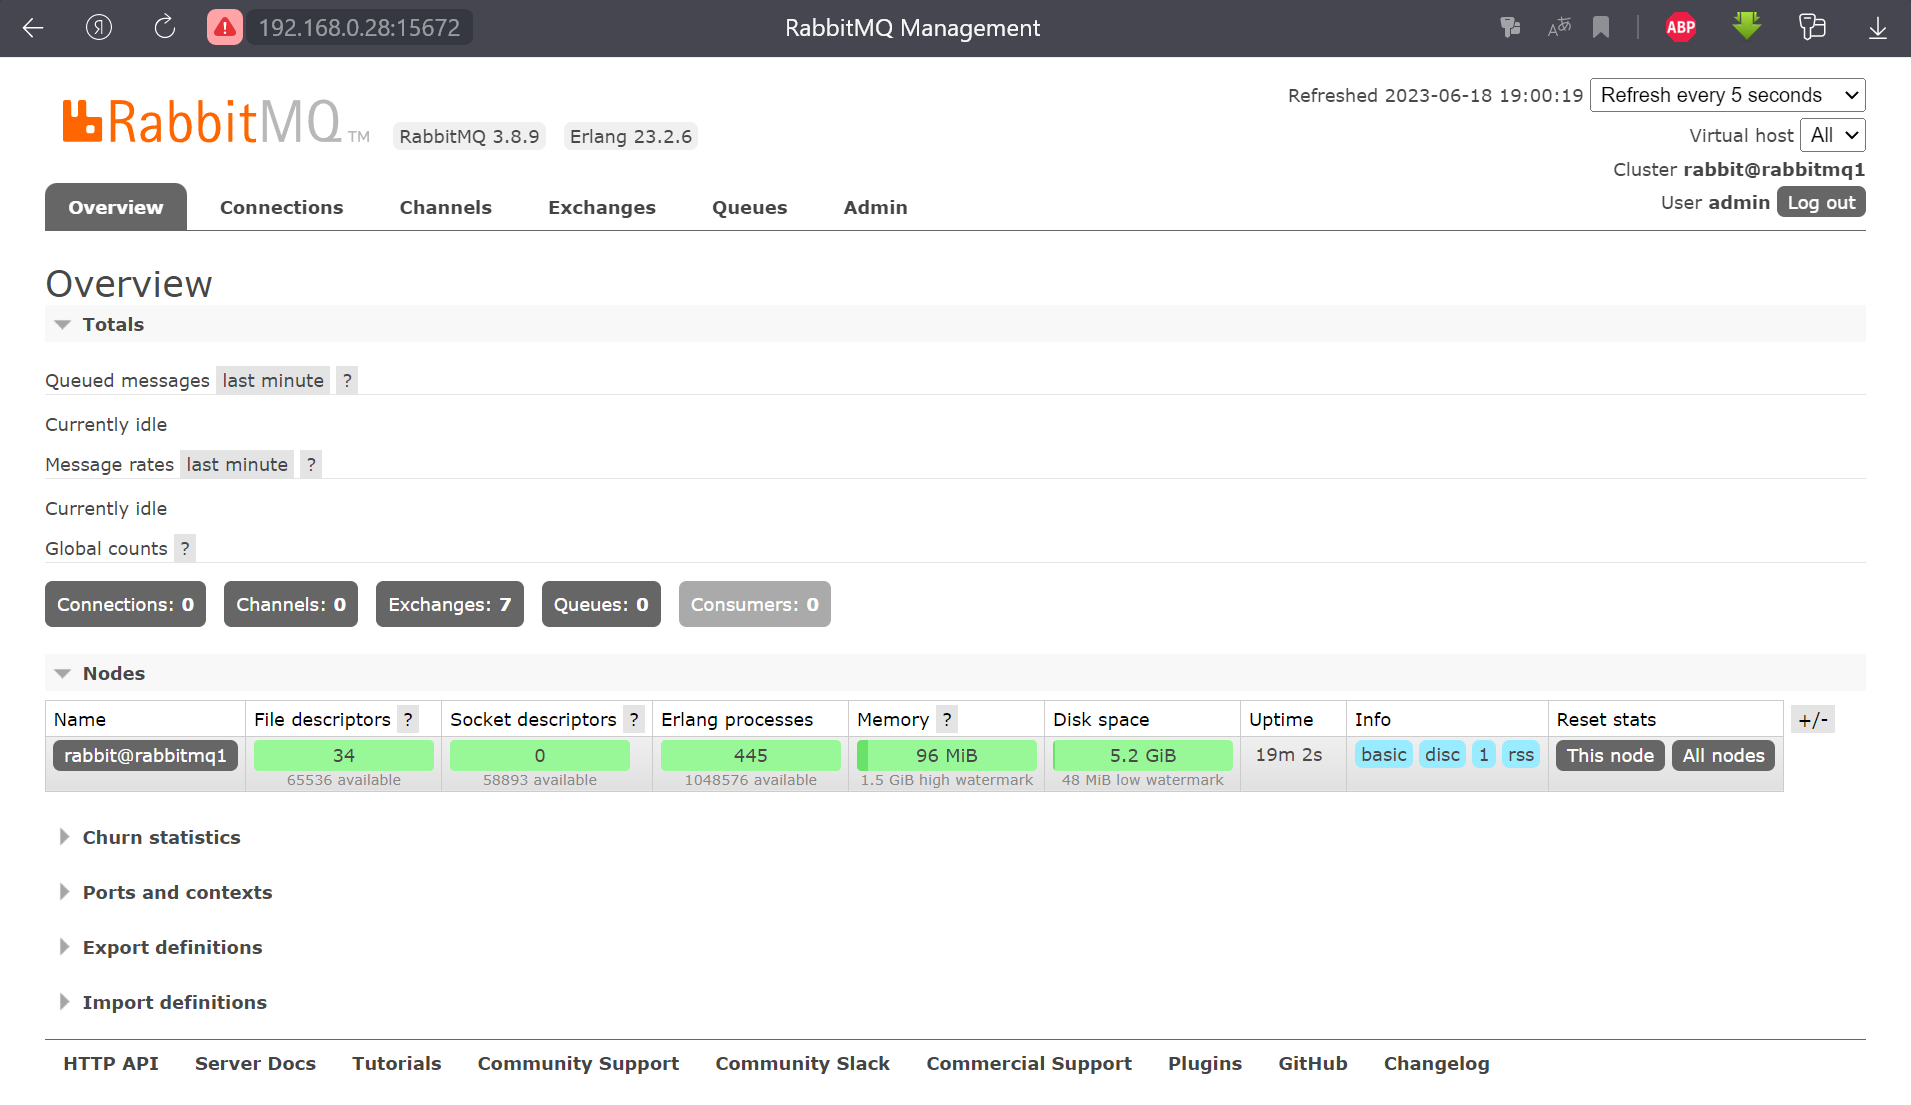 192.168.0.28:15672 RabbitMQ Management ABP
Refreshed 2023-06-18 19:00:19 Refresh every 5 seconds
RabbitMQ TM RabbitMQ 3.8.9 Erlang 23.2.6
Virtual host All
Cluster rabbit@rabbitmq1
User admin Log out
Overview Connections Channels Exchanges Queues Admin
Overview
Totals
Queued messages last minute ?
Currently idle
Message rates last minute ?
Currently idle
Global counts ?
Connections: 0 Channels: 0 Exchanges: 7 Queues: 0 Consumers: 0
Nodes
Name File descriptors ? Socket descriptors ? Erlang processes Memory ? Disk space Uptime Info Reset stats +/-
rabbit@rabbitmq1 34 0 445 96 MiB 5.2 GiB 19m 2s basic disc 1 rss This node All nodes
65536 available 58893 available 1048576 available 1.5 GiB high watermark 48 MiB low watermark
Churn statistics
Ports and contexts
Export definitions
Import definitions
HTTP API Server Docs Tutorials Community Support Community Slack Commercial Support Plugins GitHub Changelog